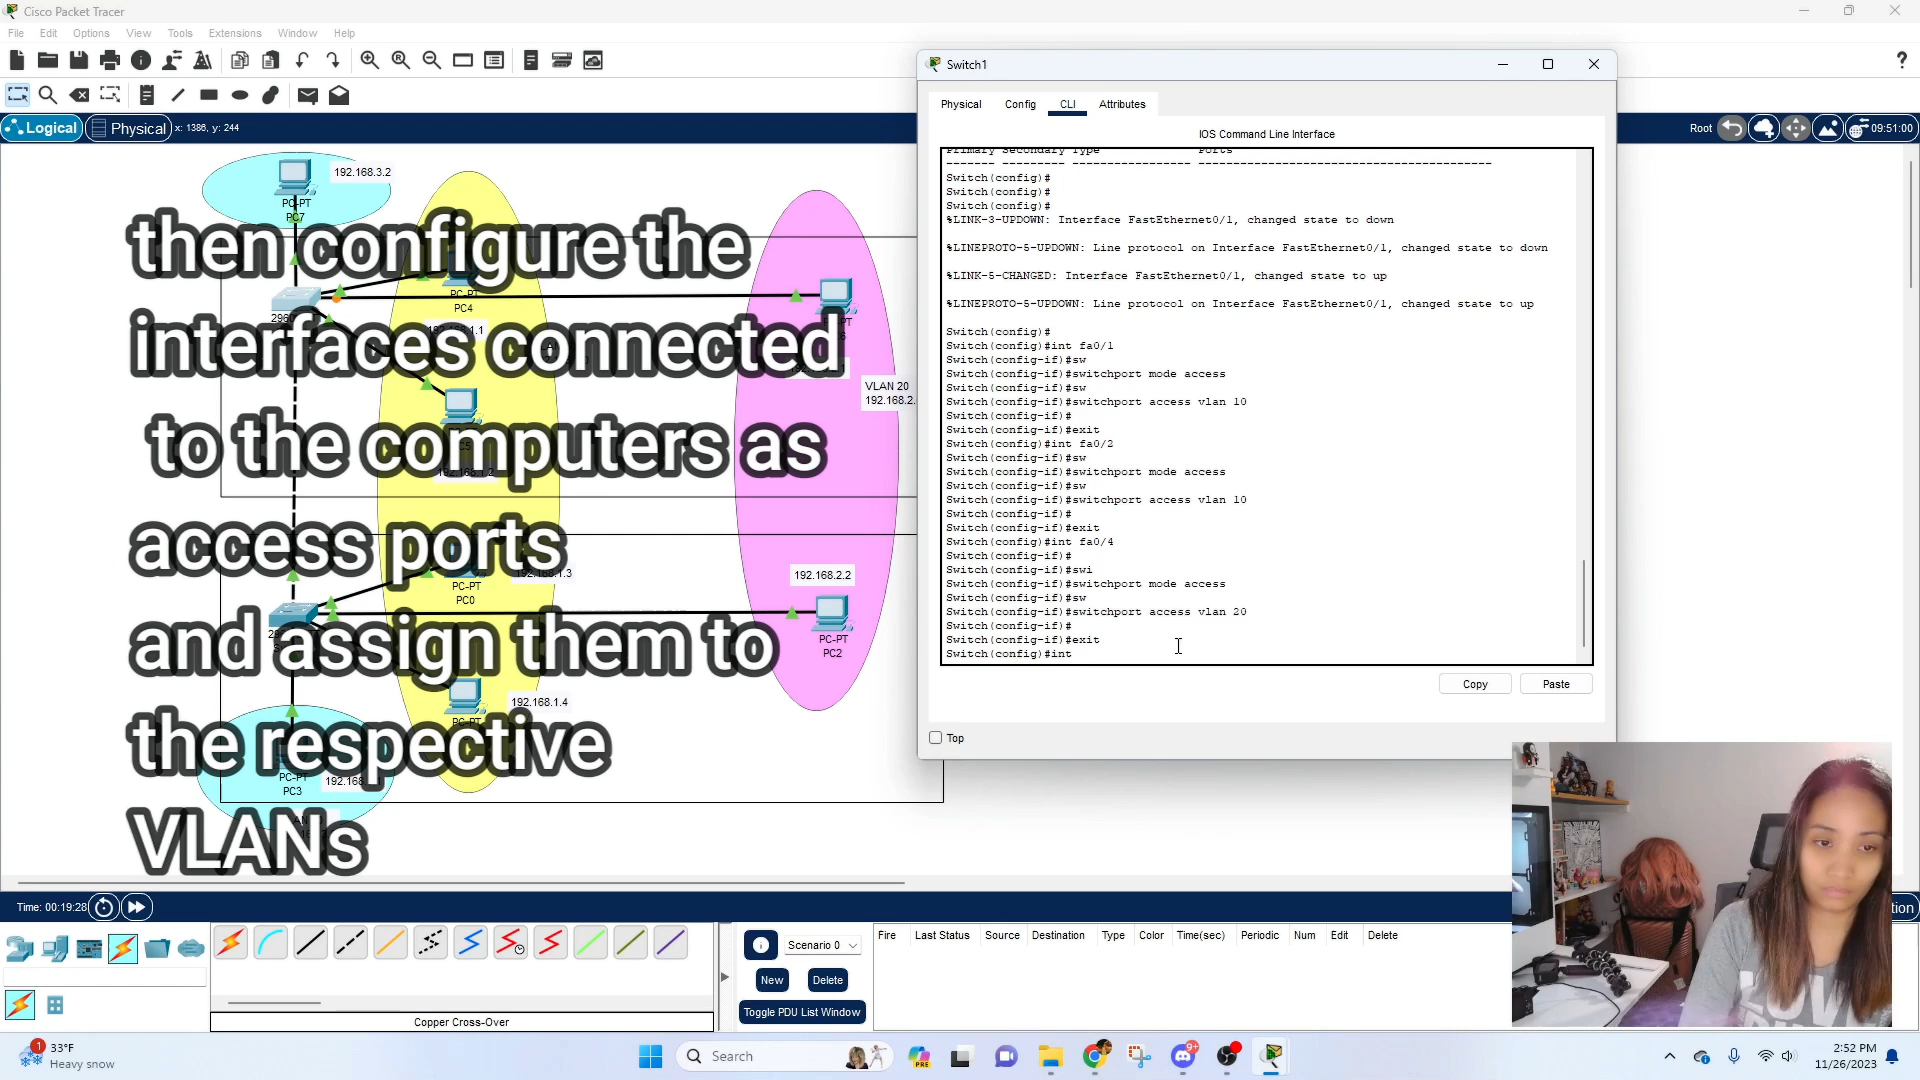 Cisco Packet Tracer
File Edit Options View Tools Extensions Window Help
Logical Physical x: 1386, y: 244
Root 09:51:00
Switch1
Physical Config CLI Attributes
IOS Command Line Interface
Primary Secondary Type Ports
------- --------- ----------------- ------------------------------------------
Switch(config)#
Switch(config)#
Switch(config)#
%LINK-3-UPDOWN: Interface FastEthernet0/1, changed state to down
%LINEPROTO-5-UPDOWN: Line protocol on Interface FastEthernet0/1, changed state to down
%LINK-5-CHANGED: Interface FastEthernet0/1, changed state to up
%LINEPROTO-5-UPDOWN: Line protocol on Interface FastEthernet0/1, changed state to up
Switch(config)#
Switch(config)#int fa0/1
Switch(config-if)#sw
Switch(config-if)#switchport mode access
Switch(config-if)#sw
Switch(config-if)#switchport access vlan 10
Switch(config-if)#
Switch(config-if)#exit
Switch(config)#int fa0/2
Switch(config-if)#sw
Switch(config-if)#switchport mode access
Switch(config-if)#sw
Switch(config-if)#switchport access vlan 10
Switch(config-if)#
Switch(config-if)#exit
Switch(config)#int fa0/4
Switch(config-if)#
Switch(config-if)#swi
Switch(config-if)#switchport mode access
Switch(config-if)#sw
Switch(config-if)#switchport access vlan 20
Switch(config-if)#
Switch(config-if)#exit
Switch(config)#int
Copy Paste
Top
192.168.3.2
PC-PT
PC7
PC-PT
PC4
VLAN 20
192.168.2.
192.168.1.3
PC-PT
PC0
192.168.2.2
PC-PT
PC2
192.168.1.4
PC-PT
PC-PT
PC3
then configure the
interfaces connected
to the computers as
access ports
and assign them to
the respective
VLANs
Time: 00:19:28
Copper Cross-Over
Scenario 0
New Delete
Toggle PDU List Window
Fire Last Status Source Destination Type Color Time(sec) Periodic Num Edit Delete
33°F
Heavy snow
Search
PRE
2:52 PM
11/26/2023